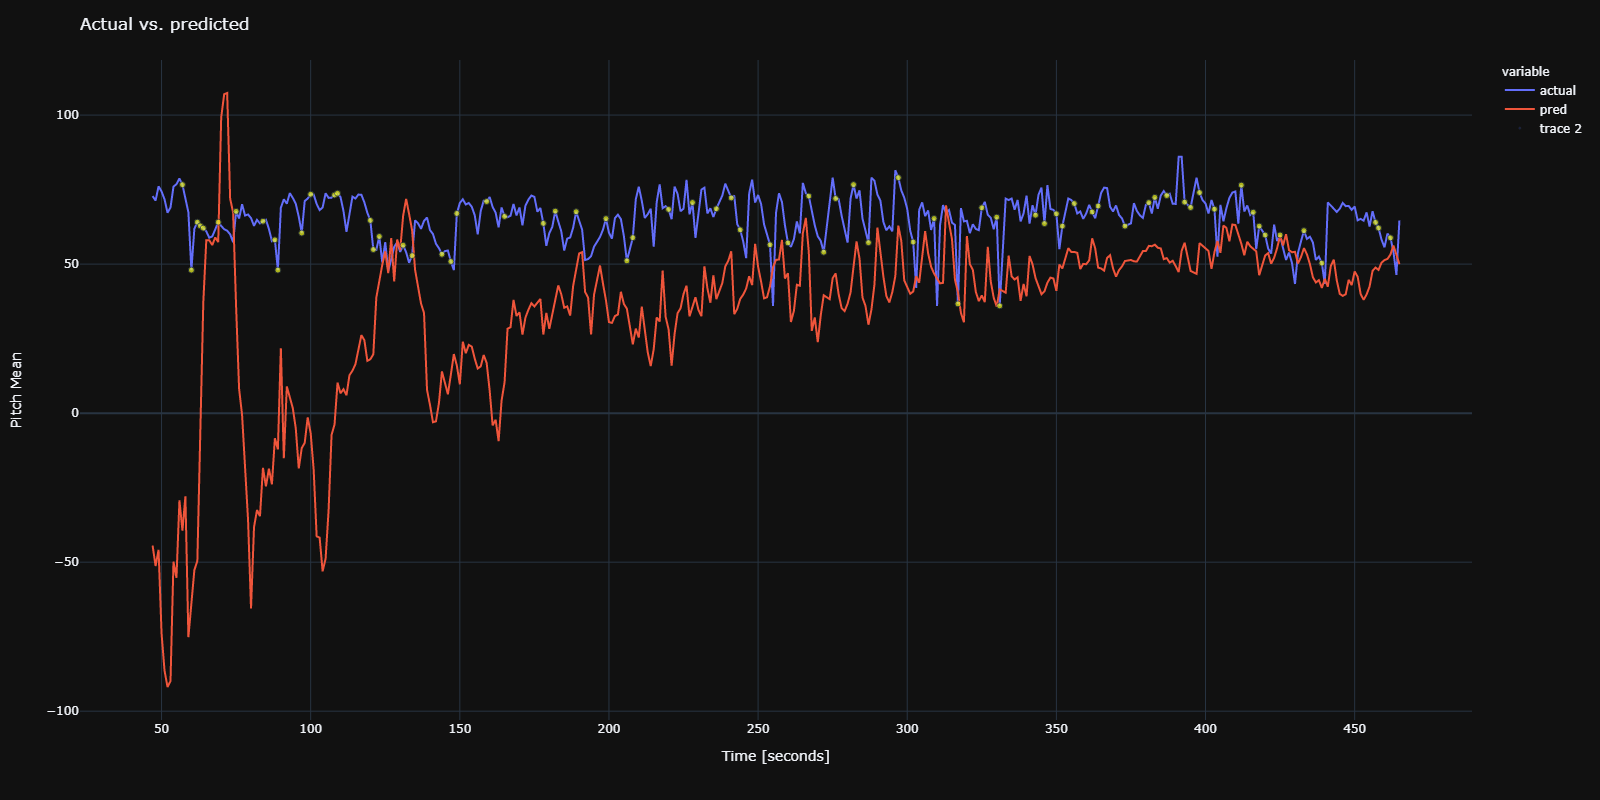 Actual vs. predicted
variable
actual
pred
trace 2
100
50
0
−50
−100
Pitch Mean
50 100 150 200 250 300 350 400 450
Time [seconds]